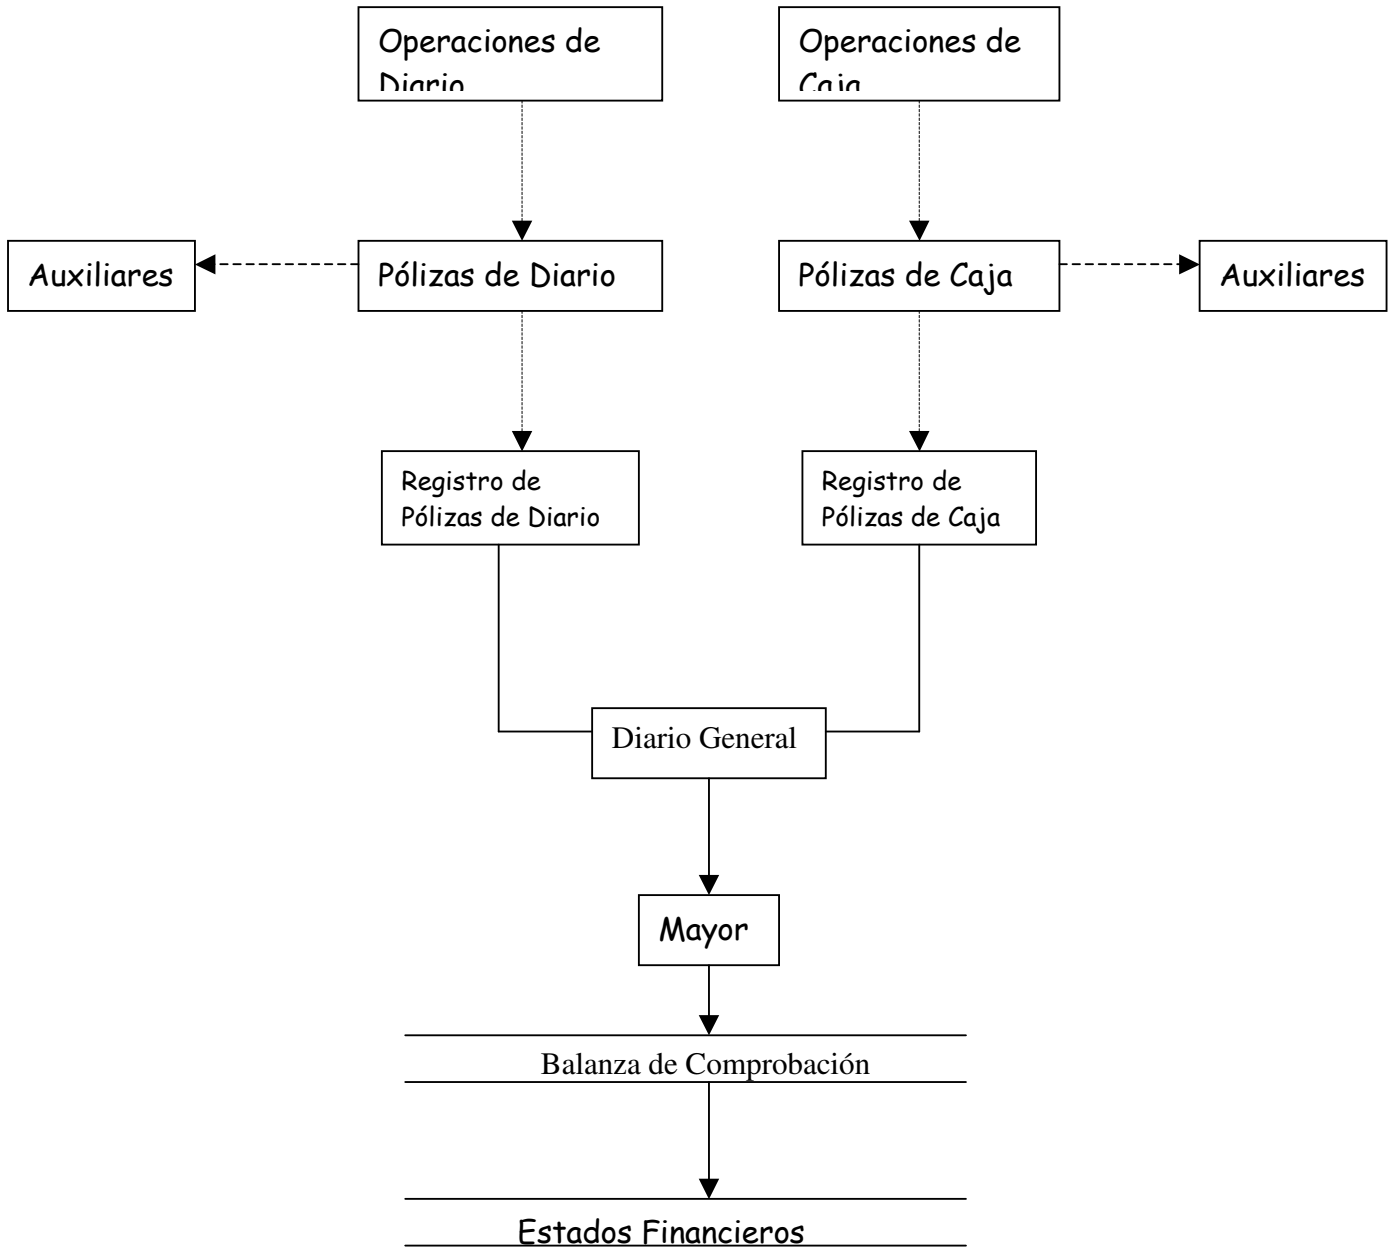 Operaciones de
Diario
Operaciones de
Caja
Auxiliares
Pólizas de Diario
Pólizas de Caja
Auxiliares
Registro de
Pólizas de Diario
Registro de
Pólizas de Caja
Diario General
Mayor
Balanza de Comprobación
Estados Financieros